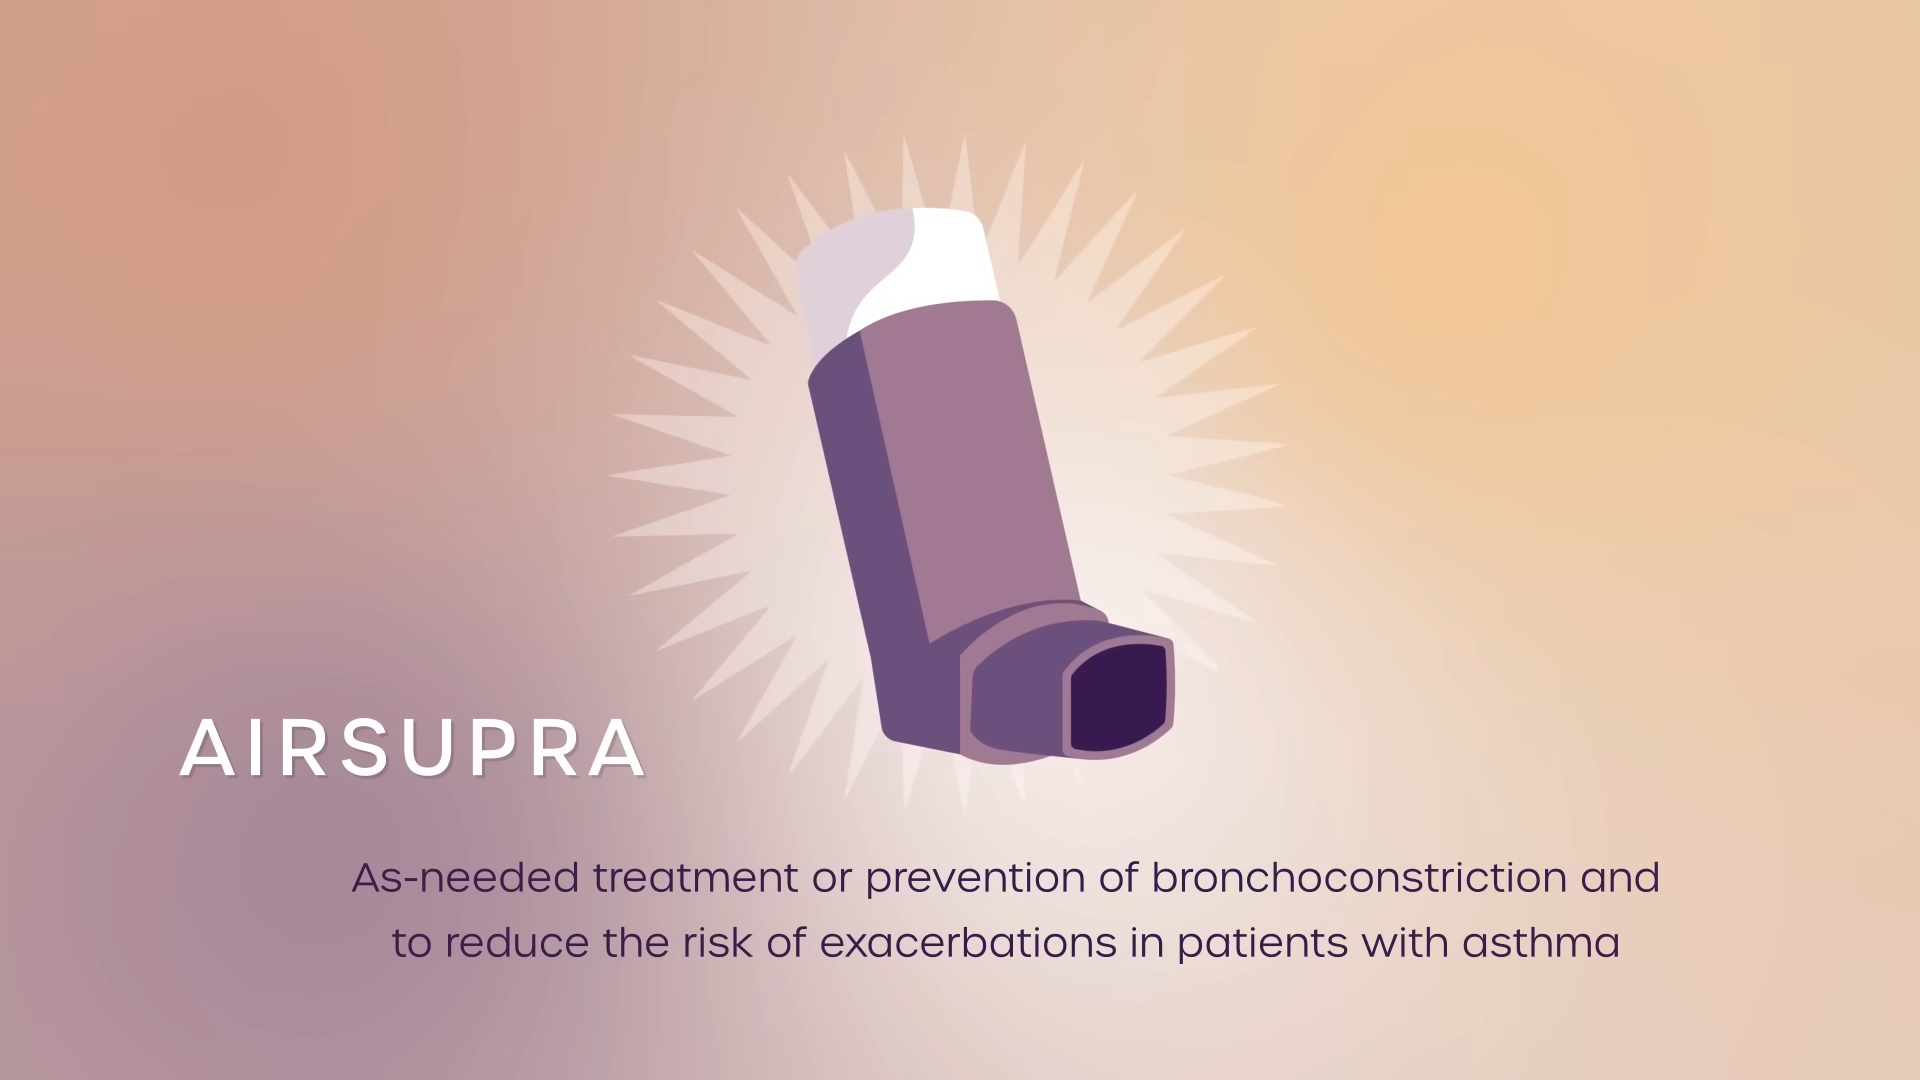 AIRSUPRA
As-needed treatment or prevention of bronchoconstriction and
to reduce the risk of exacerbations in patients with asthma